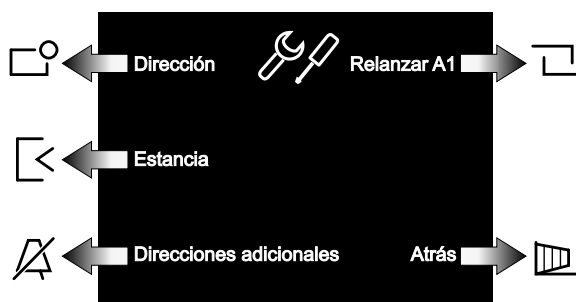 Dirección
Relanzar A1
Estancia
Direcciones adicionales
Atrás